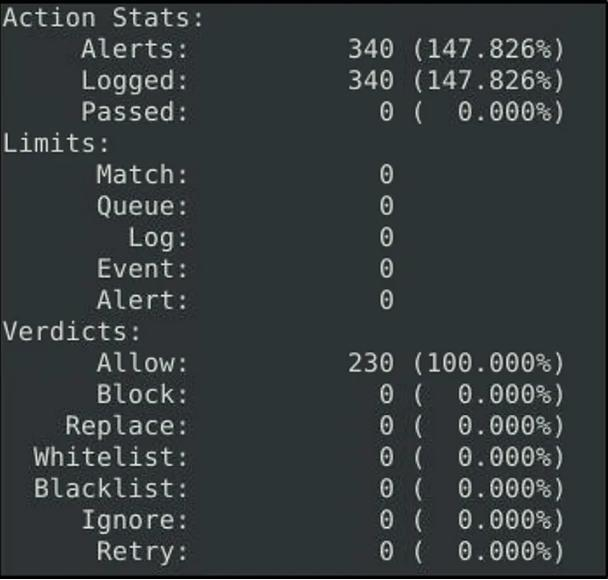 Action Stats:
     Alerts:          340 (147.826%)
     Logged:          340 (147.826%)
     Passed:            0 (  0.000%)
Limits:
      Match:            0
      Queue:            0
        Log:            0
      Event:            0
      Alert:            0
Verdicts:
      Allow:          230 (100.000%)
      Block:            0 (  0.000%)
    Replace:            0 (  0.000%)
  Whitelist:            0 (  0.000%)
  Blacklist:            0 (  0.000%)
     Ignore:            0 (  0.000%)
      Retry:            0 (  0.000%)